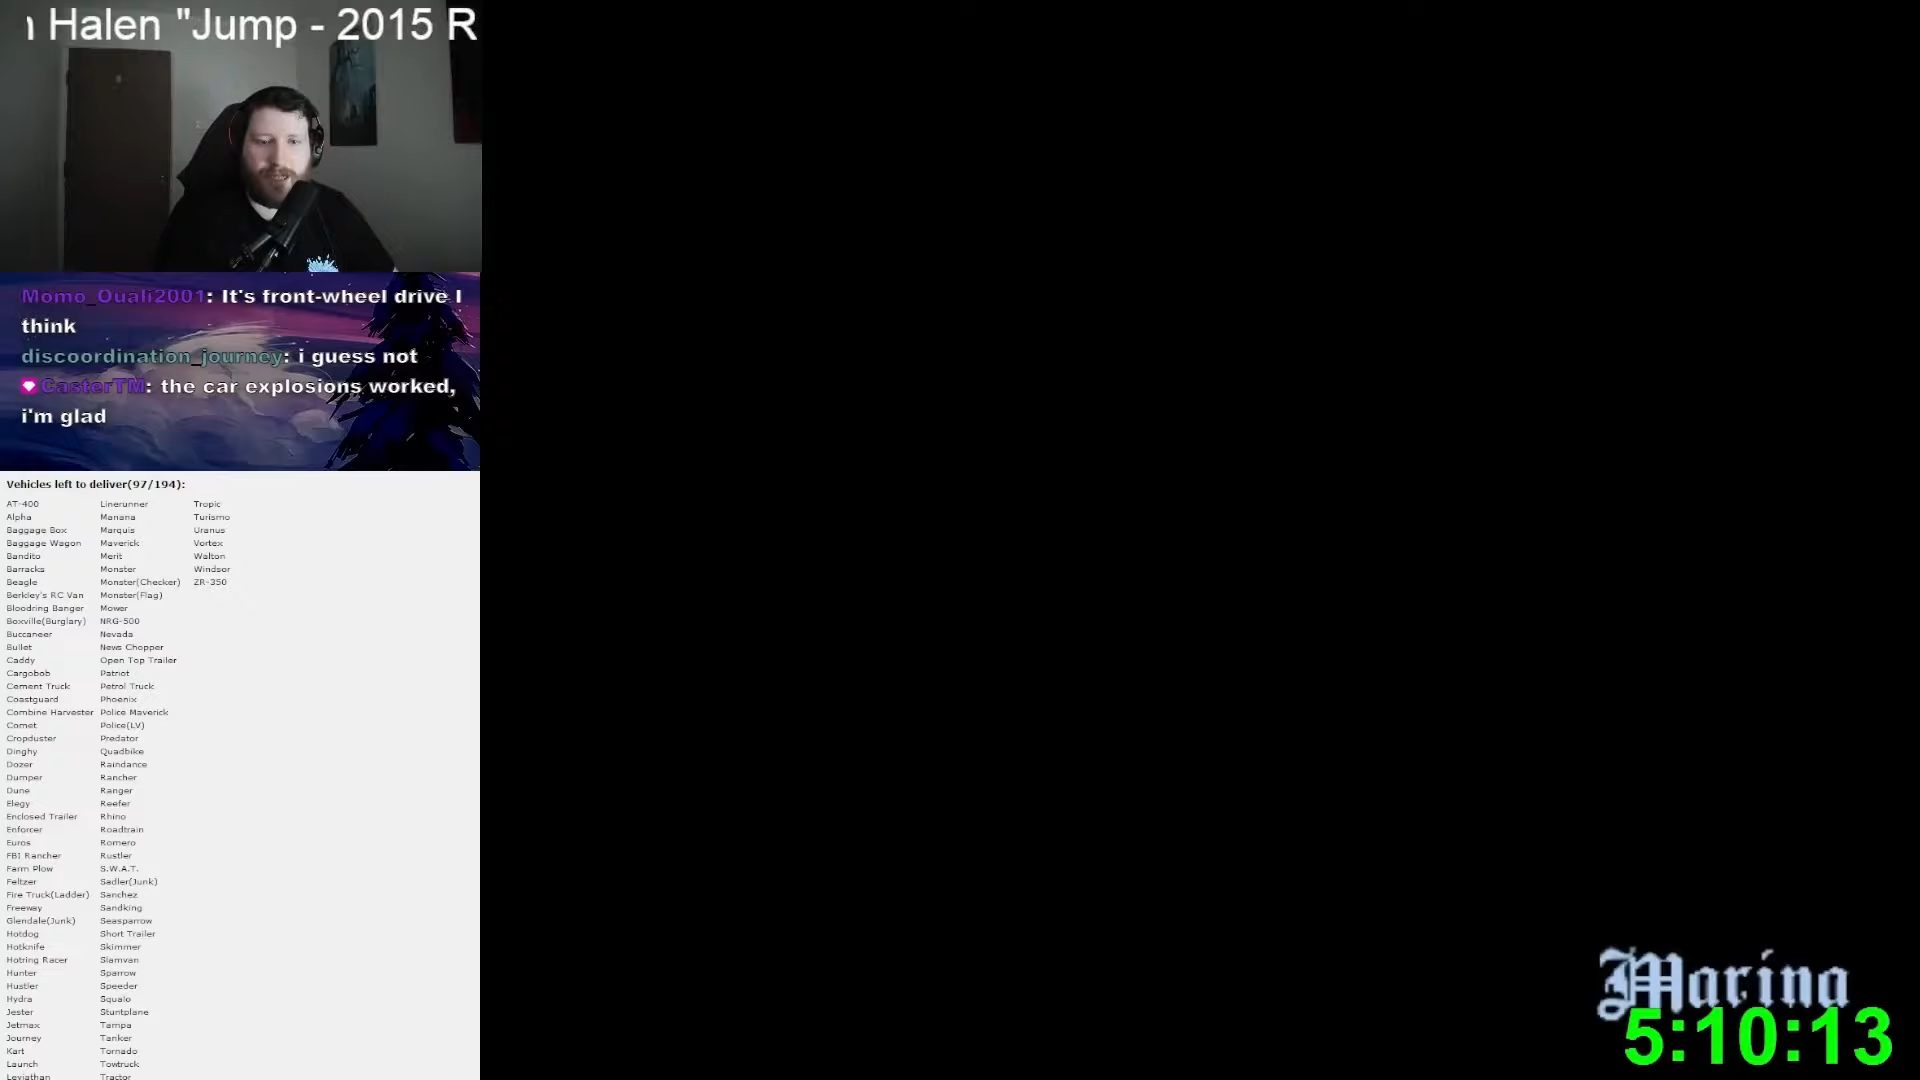 Halen "Jump - 2015 R
Momo_Ouali2001: It's front-wheel drive I
think
discoordination_journey: i guess not
CasterTM: the car explosions worked,
i'm glad
Vehicles left to deliver(97/194):
AT-400 Linerunner Tropic
Alpha Manana Turismo
Baggage Box Marquis Uranus
Baggage Wagon Maverick Vortex
Bandito Merit Walton
Barracks Monster Windsor
Beagle Monster(Checker) ZR-350
Berkley's RC Van Monster(Flag)
Bloodring Banger Mower
Boxville(Burglary) NRG-500
Buccaneer Nevada
Bullet News Chopper
Caddy Open Top Trailer
Cargobob Patriot
Cement Truck Petrol Truck
Coastguard Phoenix
Combine Harvester Police Maverick
Comet Police(LV)
Cropduster Predator
Dinghy Quadbike
Dozer Raindance
Dumper Rancher
Dune Ranger
Elegy Reefer
Enclosed Trailer Rhino
Enforcer Roadtrain
Euros Romero
FBI Rancher Rustler
Farm Plow S.W.A.T.
Feltzer Sadler(Junk)
Fire Truck(Ladder) Sanchez
Freeway Sandking
Glendale(Junk) Seasparrow
Hotdog Short Trailer
Hotknife Skimmer
Hotring Racer Slamvan
Hunter Sparrow
Hustler Speeder
Hydra Squalo
Jester Stuntplane
Jetmax Tampa
Journey Tanker
Kart Tornado
Launch Towtruck
Leviathan Tractor
Marina
5:10:13